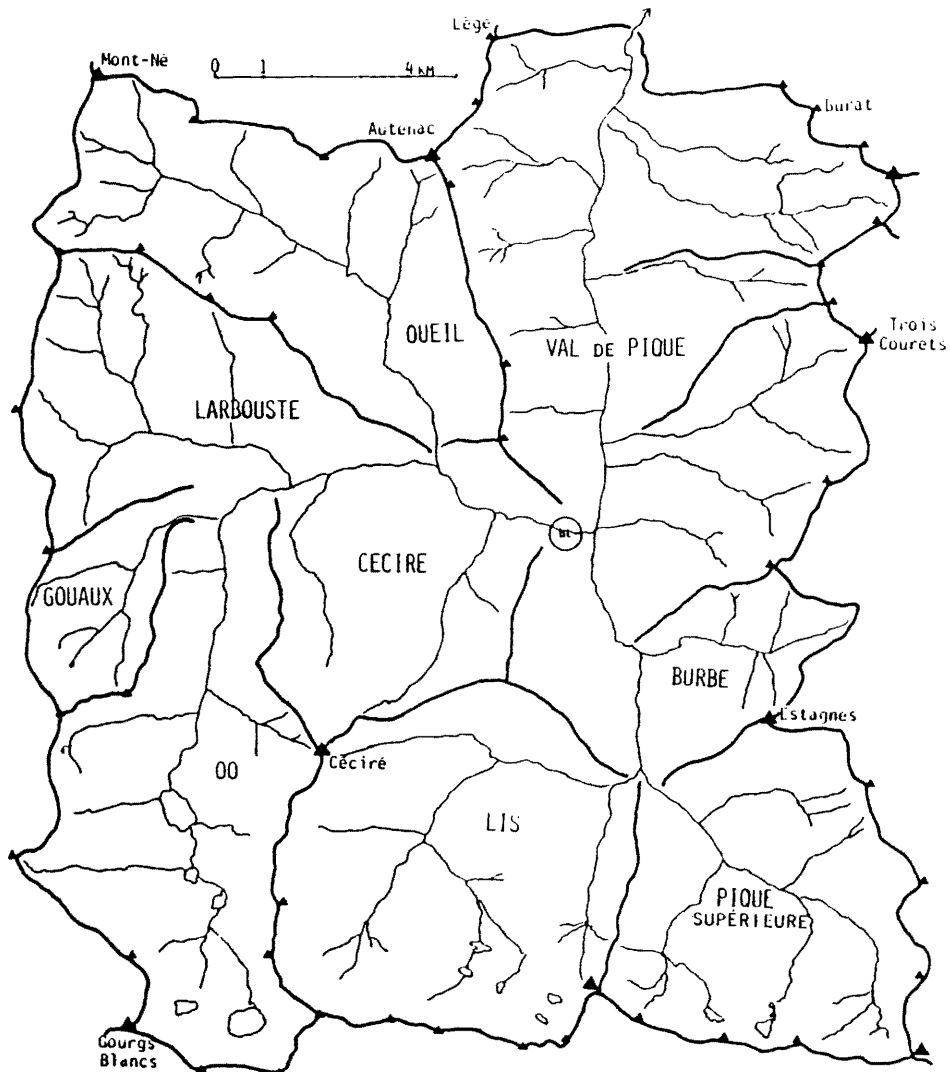 Légé
Mont-Né
0 1 4 KM
Burat
Autenac
OUEIL
VAL DE PIQUE
Trois
Courets
LARBOUSTE
BL
CECIRE
GOUAUX
BURBE
Estagnes
Céciré
OO
LIS
PIQUE
SUPÉRIEURE
Gourgs
Blancs